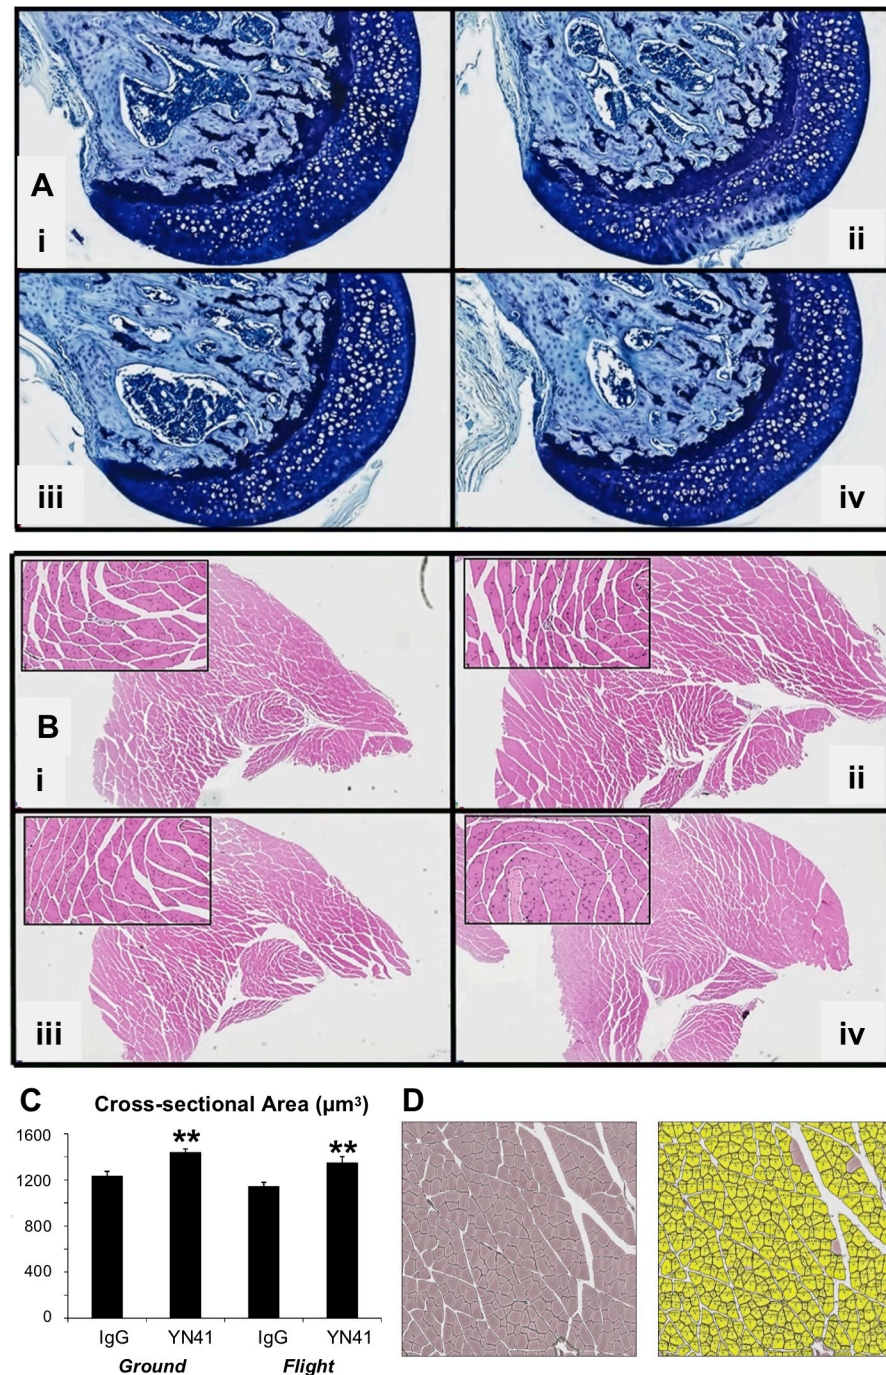 A
i
ii
iii
iv
B
i
ii
iii
iv
C
Cross-sectional Area (µm³)
1600
1200
800
400
0
** **
IgG YN41 IgG YN41
Ground Flight
D